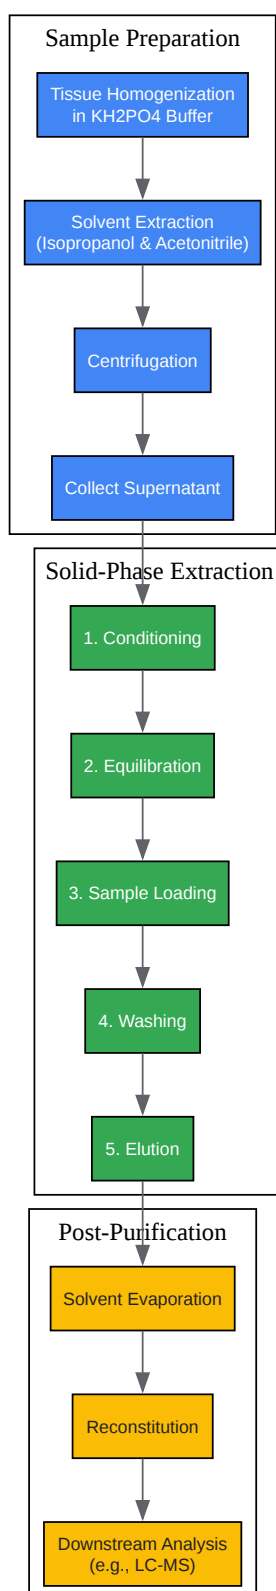 Sample Preparation
Tissue Homogenization
in KH2PO4 Buffer
Solvent Extraction
(Isopropanol & Acetonitrile)
Centrifugation
Collect Supernatant
Solid-Phase Extraction
1. Conditioning
2. Equilibration
3. Sample Loading
4. Washing
5. Elution
Post-Purification
Solvent Evaporation
Reconstitution
Downstream Analysis
(e.g., LC-MS)